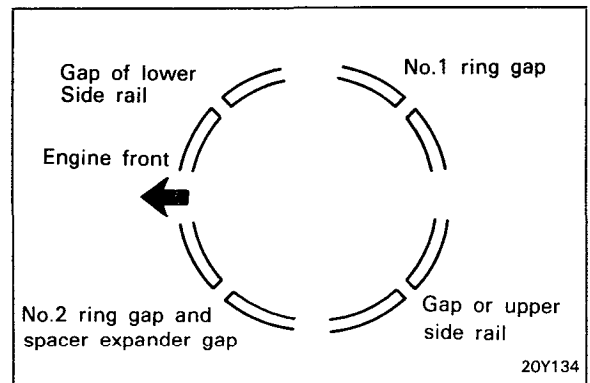 Gap of lower
Side rail
No.1 ring gap
Engine front
No.2 ring gap and
spacer expander gap
Gap or upper
side rail
20Y134